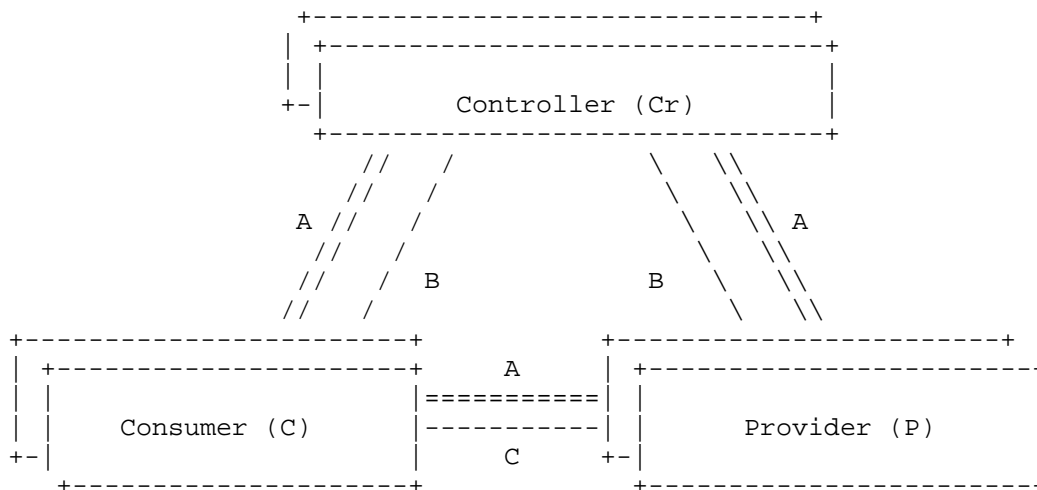 Controller (Cr)
A A
B B
A
Consumer (C) Provider (P)
C